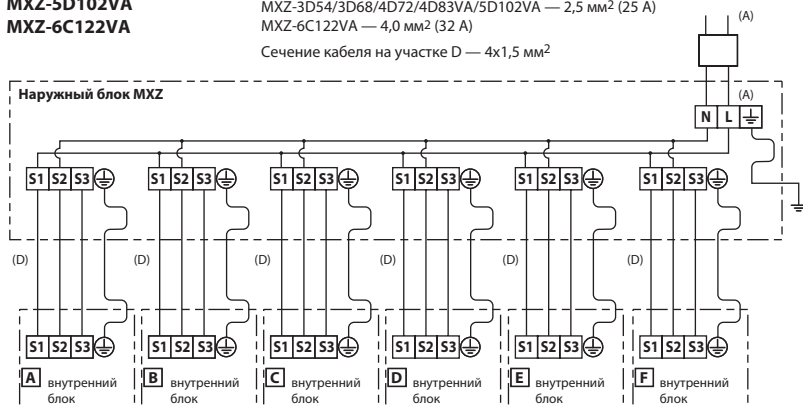 MXZ-5D102VA
MXZ-3D54/3D68/4D72/4D83VA/5D102VA — 2,5 мм² (25 А)
MXZ-6C122VA
MXZ-6C122VA — 4,0 мм² (32 А)
Сечение кабеля на участке D — 4x1,5 мм²
(A)
Наружный блок MXZ
(A)
N L
S1 S2 S3 S1 S2 S3 S1 S2 S3 S1 S2 S3 S1 S2 S3 S1 S2 S3
(D) (D) (D) (D) (D) (D)
S1 S2 S3 S1 S2 S3 S1 S2 S3 S1 S2 S3 S1 S2 S3 S1 S2 S3
A внутренний B внутренний C внутренний D внутренний E внутренний F внутренний
блок блок блок блок блок блок